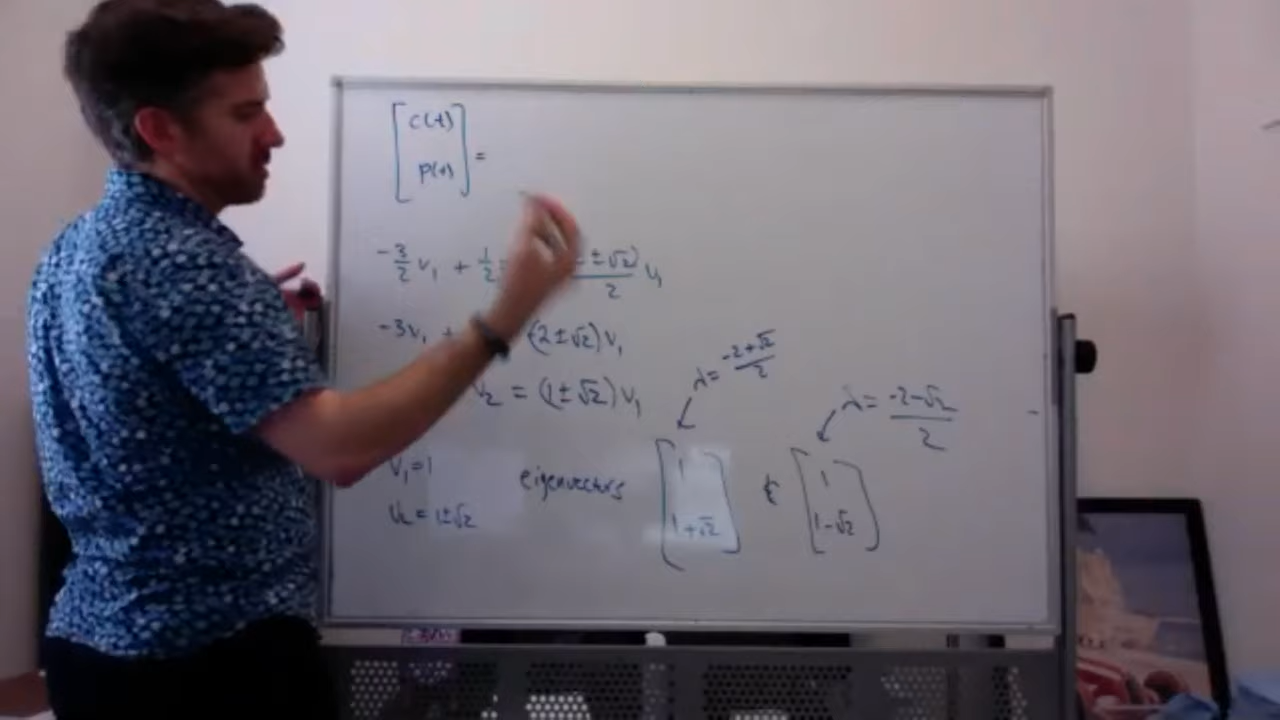 [ c(t)
p(t) ] =
-3/2 v₁ + 1/2 ±√2)/2 v₁
-3v₁ + (2±√2)v₁
v₂ = (1±√2)v₁
λ = -2+√2/2
λ = -2-√2/2
v₁ = 1
v₂ = 1±√2
eigenvectors [ 1
1+√2 ] & [ 1
1-√2 ]